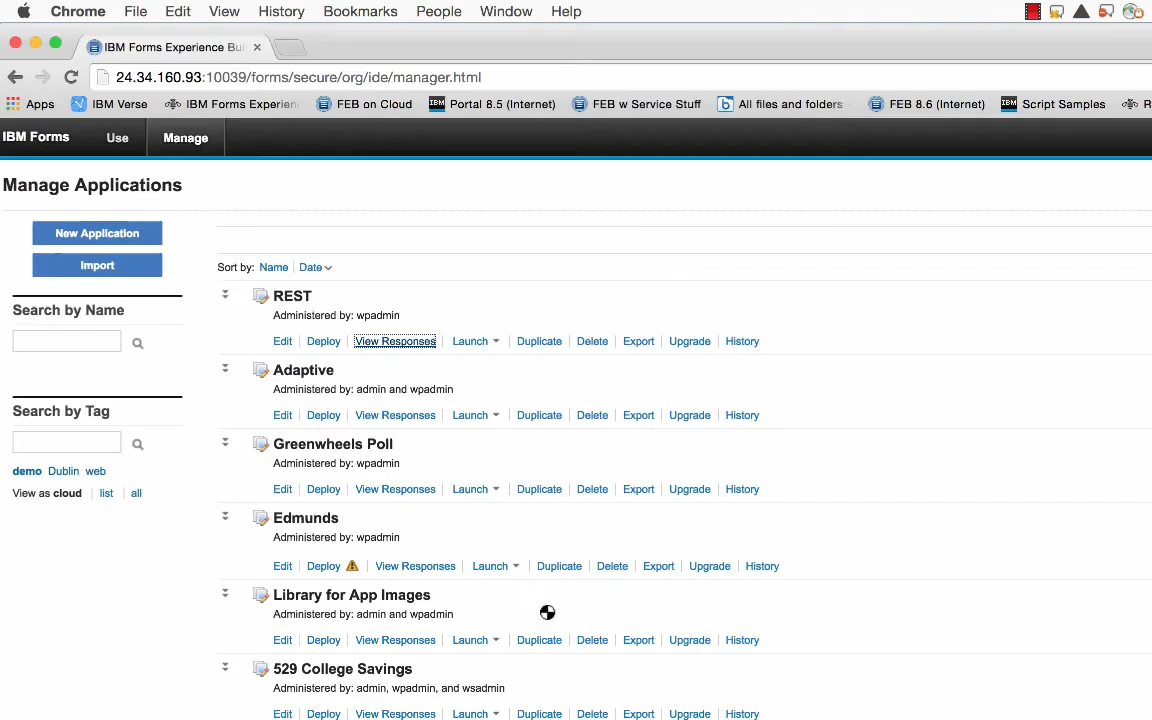 Chrome File Edit View History Bookmarks People Window Help
IBM Forms Experience Bui
24.34.160.93:10039/forms/secure/org/ide/manager.html
Apps IBM Verse IBM Forms Experien FEB on Cloud IBM Portal 8.5 (Internet) FEB w Service Stuff b All files and folders FEB 8.6 (Internet) IBM Script Samples R
IBM Forms Use Manage
Manage Applications
New Application
Import
Search by Name
Search by Tag
demo Dublin web
View as cloud list all
Sort by: Name Date
REST
Administered by: wpadmin
Edit Deploy View Responses Launch Duplicate Delete Export Upgrade History
Adaptive
Administered by: admin and wpadmin
Edit Deploy View Responses Launch Duplicate Delete Export Upgrade History
Greenwheels Poll
Administered by: wpadmin
Edit Deploy View Responses Launch Duplicate Delete Export Upgrade History
Edmunds
Administered by: wpadmin
Edit Deploy View Responses Launch Duplicate Delete Export Upgrade History
Library for App Images
Administered by: admin and wpadmin
Edit Deploy View Responses Launch Duplicate Delete Export Upgrade History
529 College Savings
Administered by: admin, wpadmin, and wsadmin
Edit Deploy View Responses Launch Duplicate Delete Export Upgrade History